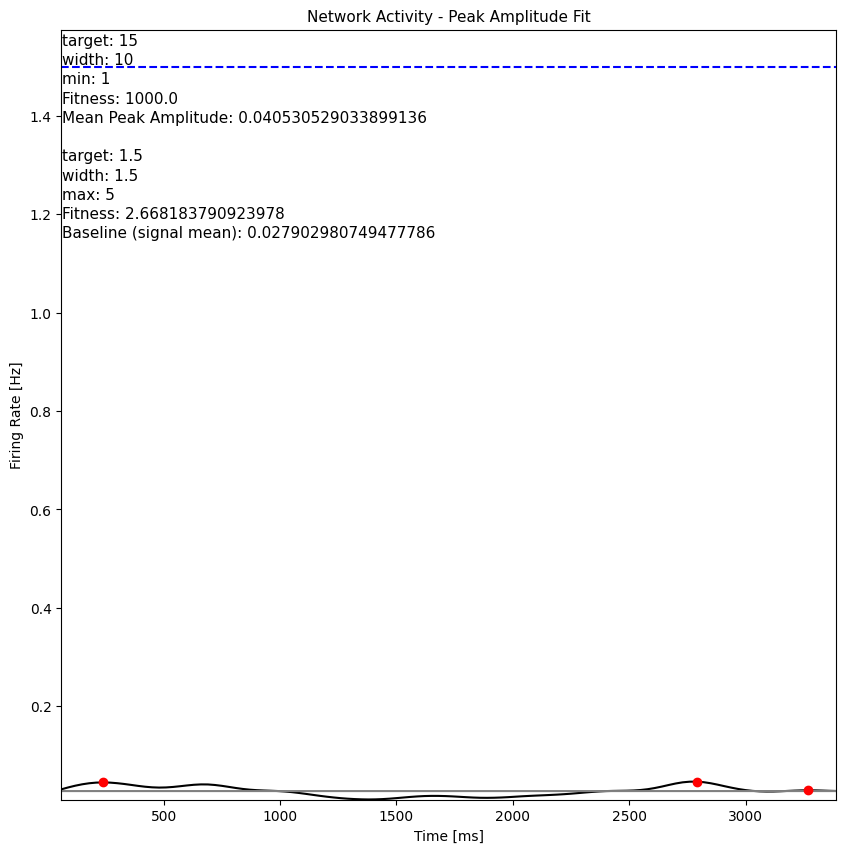 Network Activity - Peak Amplitude Fit
target: 15
width: 10
min: 1
Fitness: 1000.0
Mean Peak Amplitude: 0.040530529033899136
target: 1.5
width: 1.5
max: 5
Fitness: 2.668183790923978
Baseline (signal mean): 0.027902980749477786
Firing Rate [Hz]
1.4
1.2
1.0
0.8
0.6
0.4
0.2
500
1000
1500
2000
2500
3000
Time [ms]